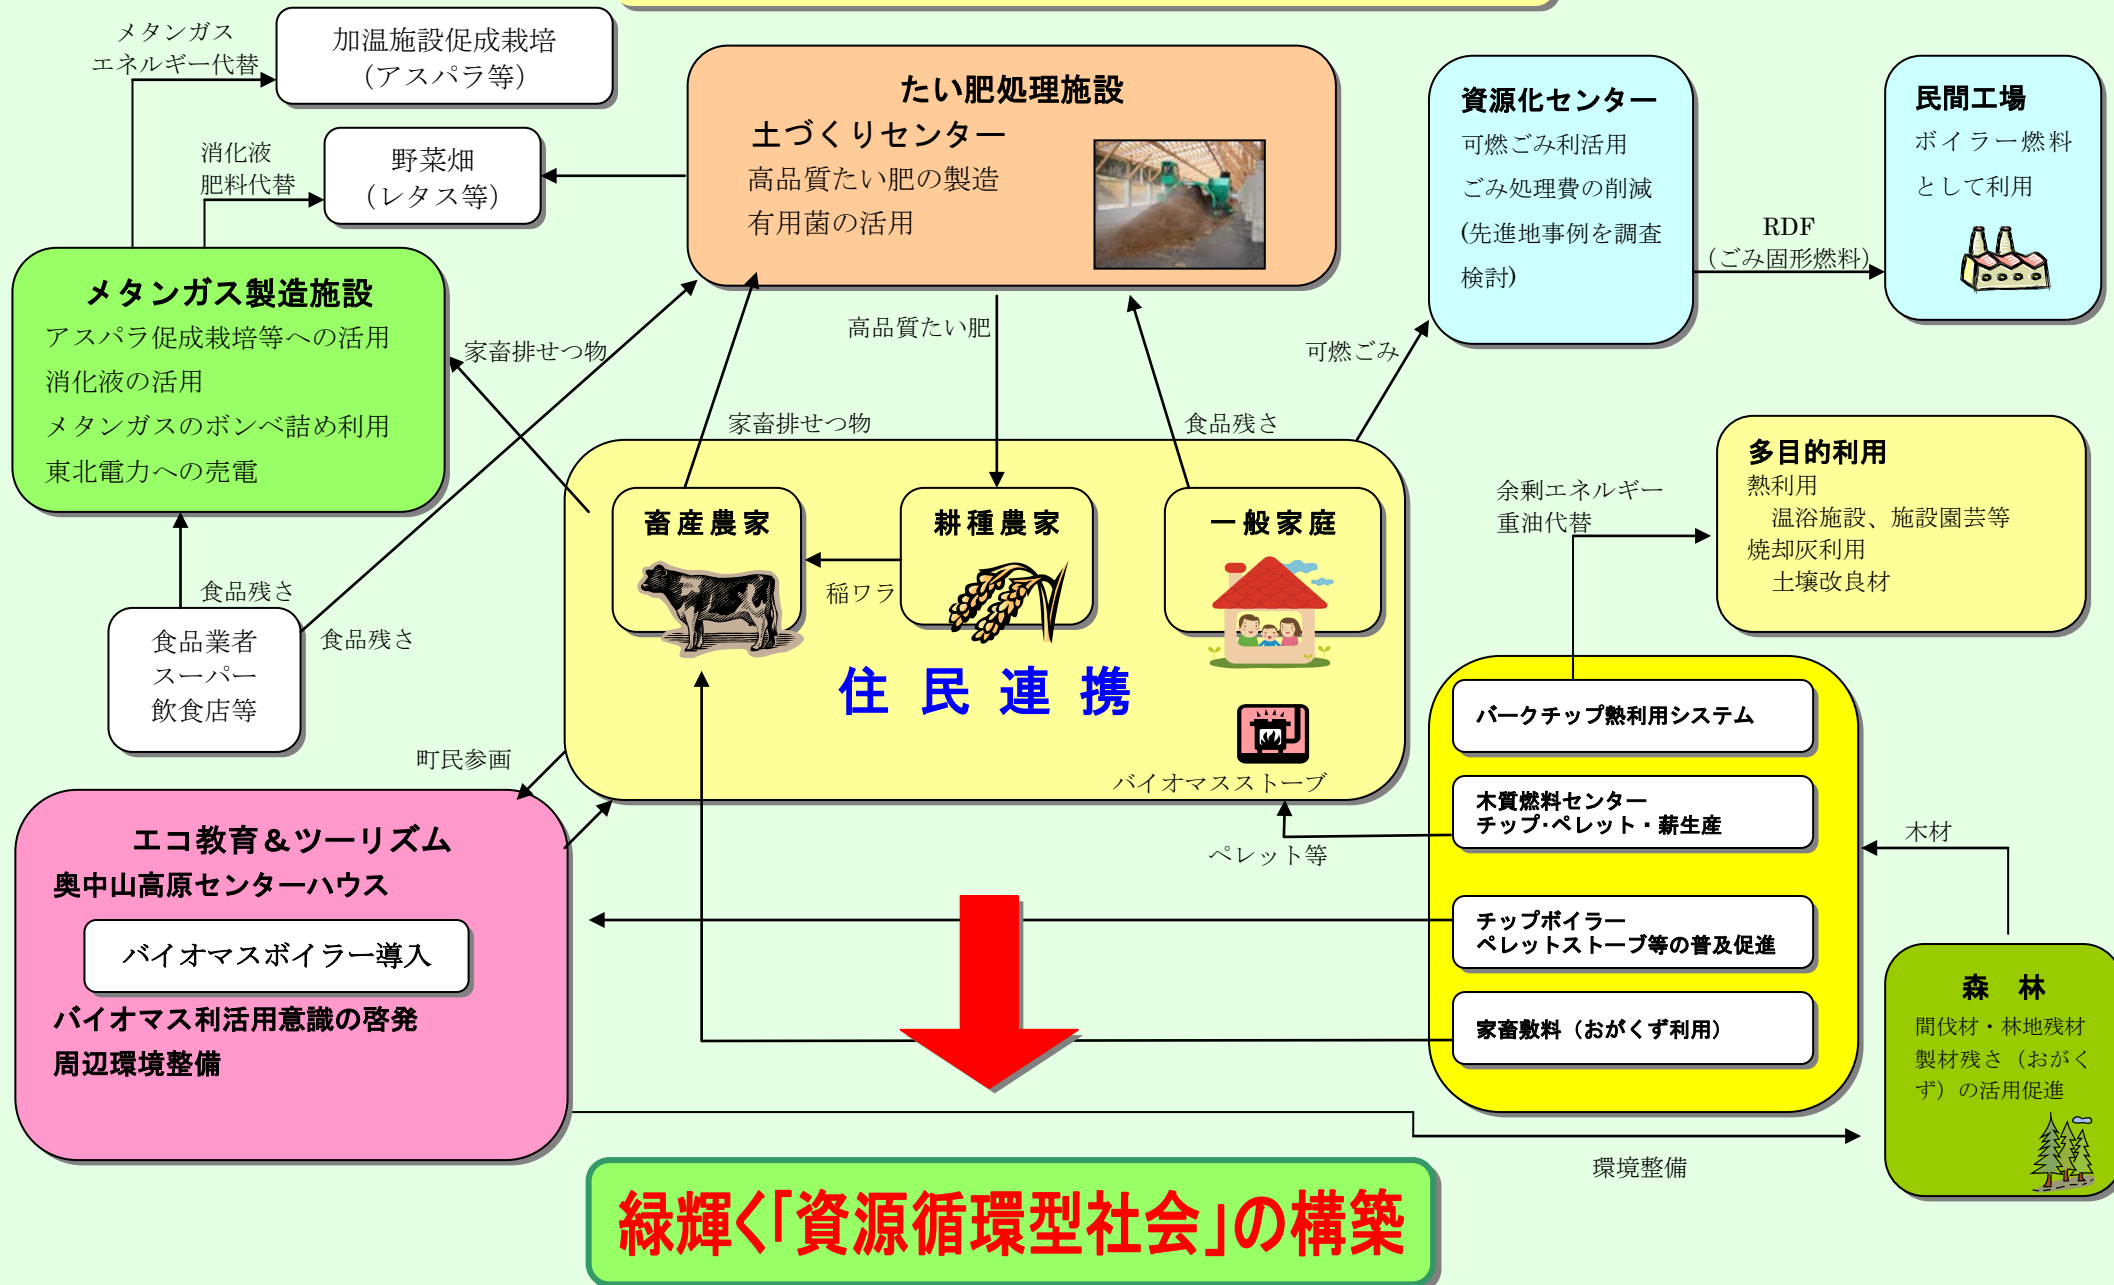 メタンガス
エネルギー代替
加温施設促成栽培
（アスパラ等）
消化液
肥料代替
野菜畑
（レタス等）
たい肥処理施設
土づくりセンター
高品質たい肥の製造
有用菌の活用
資源化センター
可燃ごみ利活用
ごみ処理費の削減
(先進地事例を調査
検討)
RDF
（ごみ固形燃料）
民間工場
ボイラー燃料
として利用
メタンガス製造施設
アスパラ促成栽培等への活用
消化液の活用
メタンガスのボンベ詰め利用
東北電力への売電
家畜排せつ物
高品質たい肥
可燃ごみ
家畜排せつ物
食品残さ
畜産農家
耕種農家
一般家庭
稲ワラ
住民連携
バイオマスストーブ
余剰エネルギー
重油代替
多目的利用
熱利用
温浴施設、施設園芸等
焼却灰利用
土壌改良材
食品残さ
食品業者
スーパー
飲食店等
食品残さ
町民参画
エコ教育＆ツーリズム
奥中山高原センターハウス
バイオマスボイラー導入
バイオマス利活用意識の啓発
周辺環境整備
バークチップ熱利用システム
木質燃料センター
チップ･ペレット・薪生産
ペレット等
チップボイラー
ペレットストーブ等の普及促進
家畜敷料（おがくず利用）
木材
森　林
間伐材・林地残材
製材残さ（おがく
ず）の活用促進
環境整備
緑輝く｢資源循環型社会｣の構築